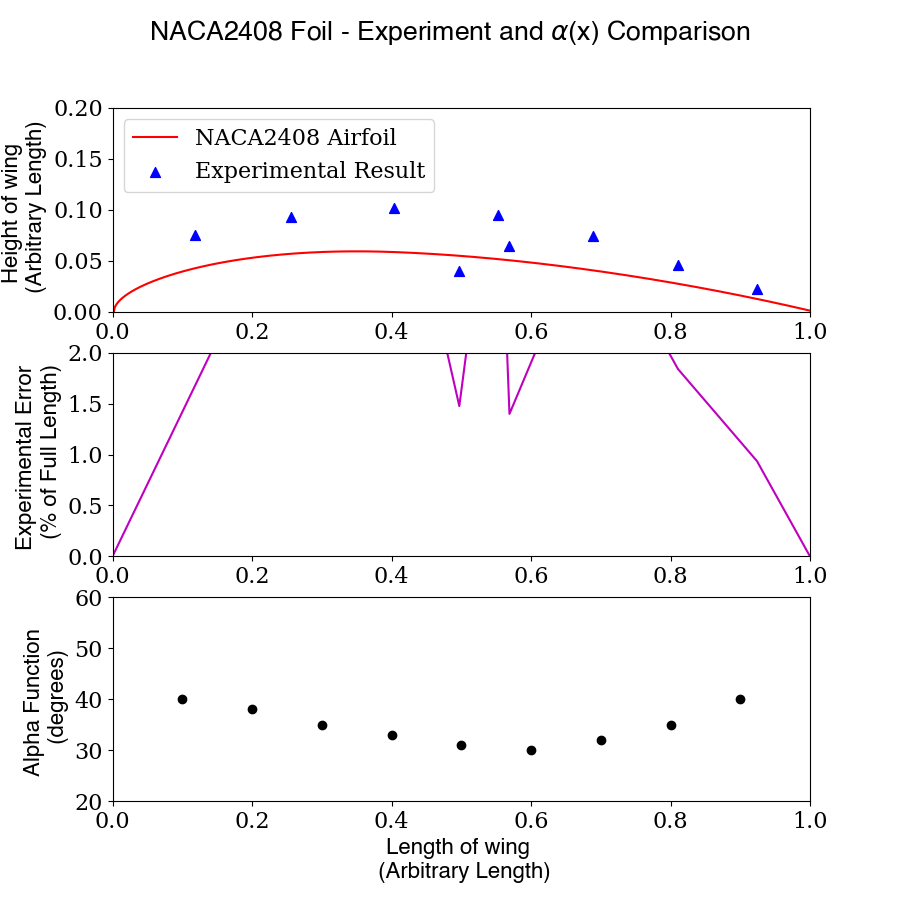 NACA2408 Foil - Experiment and α(x) Comparison
0.20
0.15
0.10
0.05
0.00
Height of wing
(Arbitrary Length)
NACA2408 Airfoil
Experimental Result
0.0 0.2 0.4 0.6 0.8 1.0
2.0
1.5
1.0
0.5
0.0
Experimental Error
(% of Full Length)
0.0 0.2 0.4 0.6 0.8 1.0
60
50
40
30
20
Alpha Function
(degrees)
0.0 0.2 0.4 0.6 0.8 1.0
Length of wing
(Arbitrary Length)